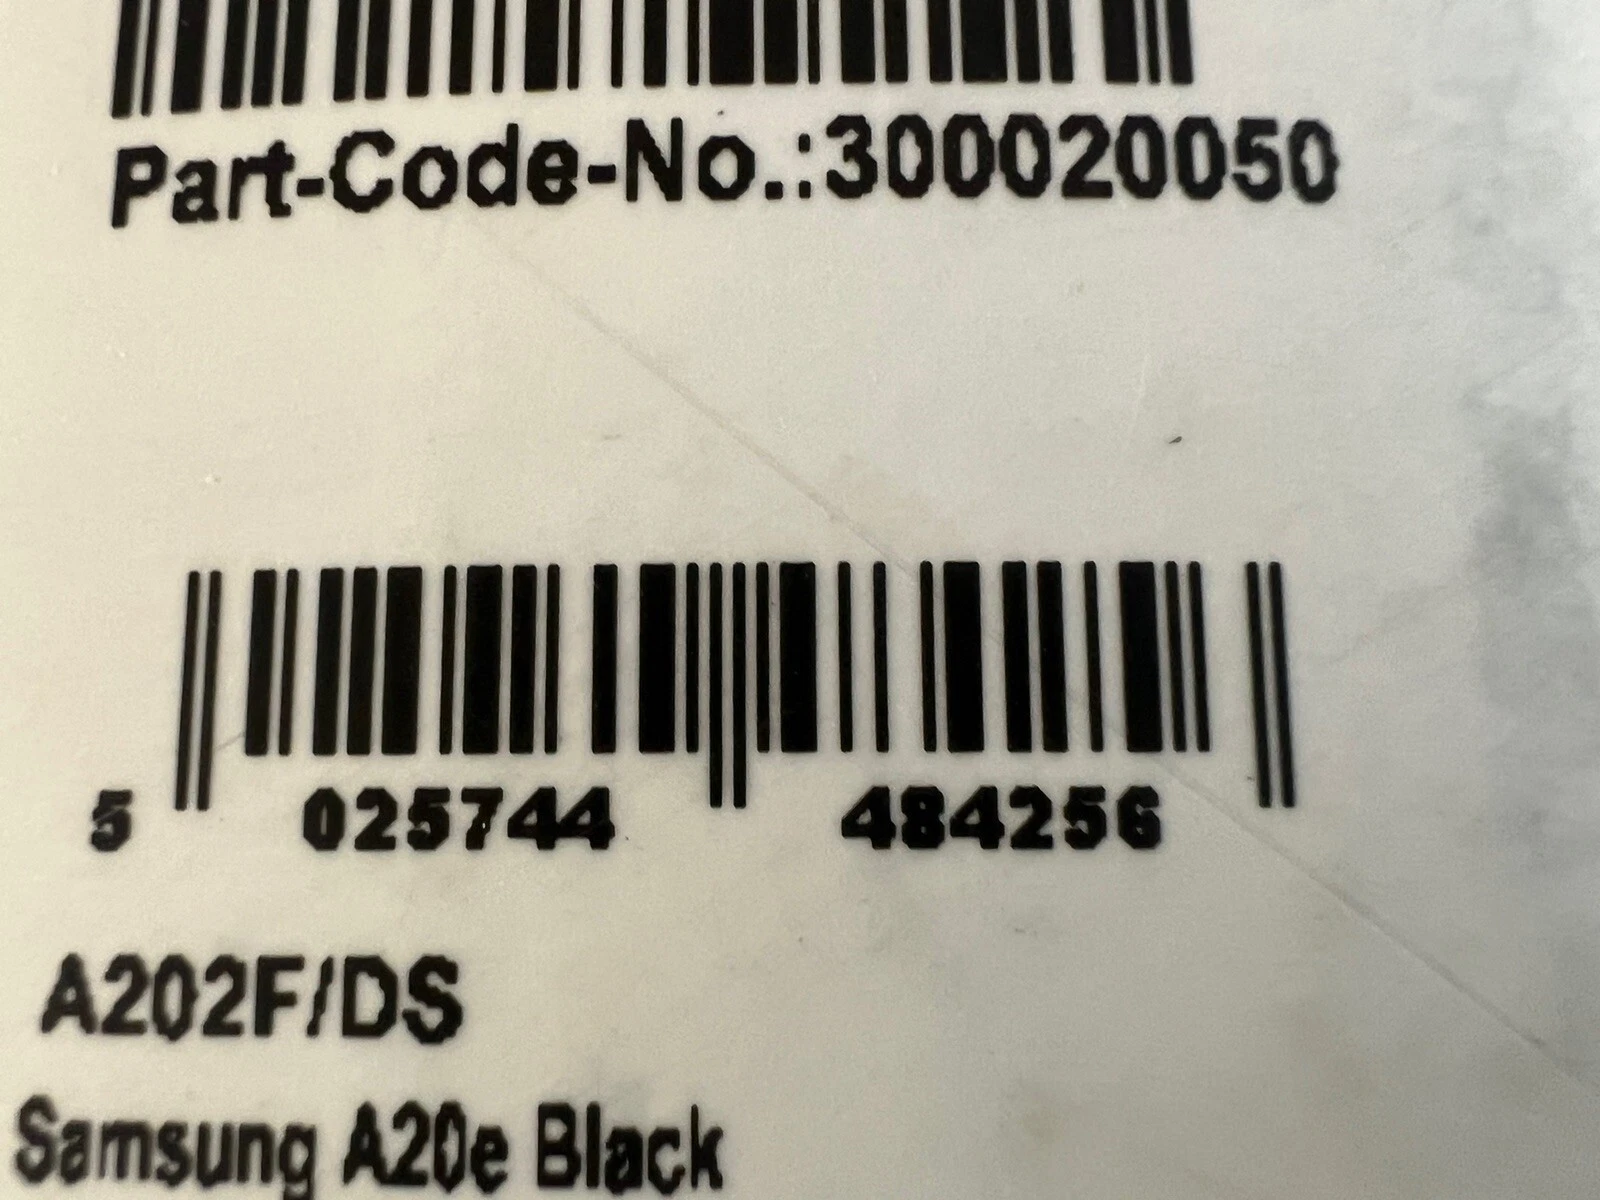 Part-Code-No.:300020050
5 025744 484256
A202F/DS
Samsung A20e Black